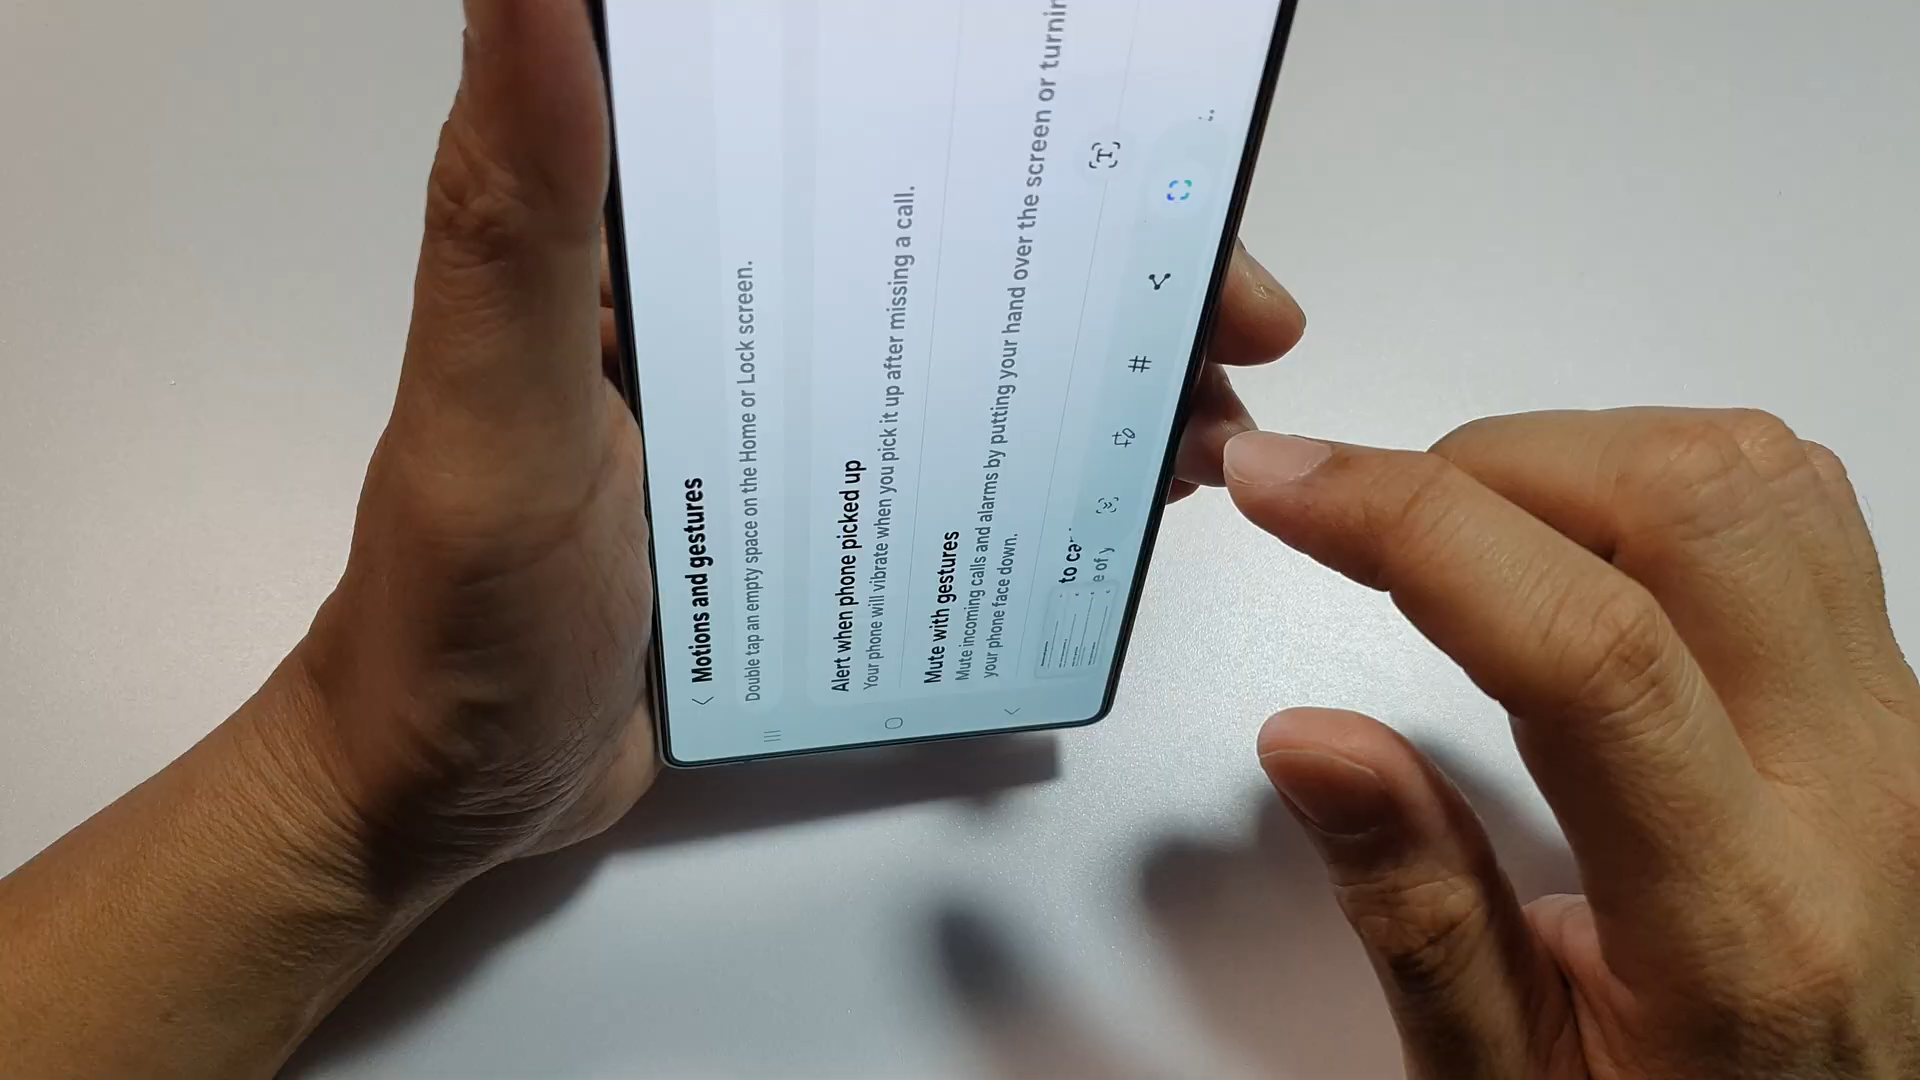 Motions and gestures
Double tap an empty space on the Home or Lock screen.
Alert when phone picked up
Your phone will vibrate when you pick it up after missing a call.
Mute with gestures
Mute incoming calls and alarms by putting your hand over the screen or
your phone face down.
to
e of y
#
T